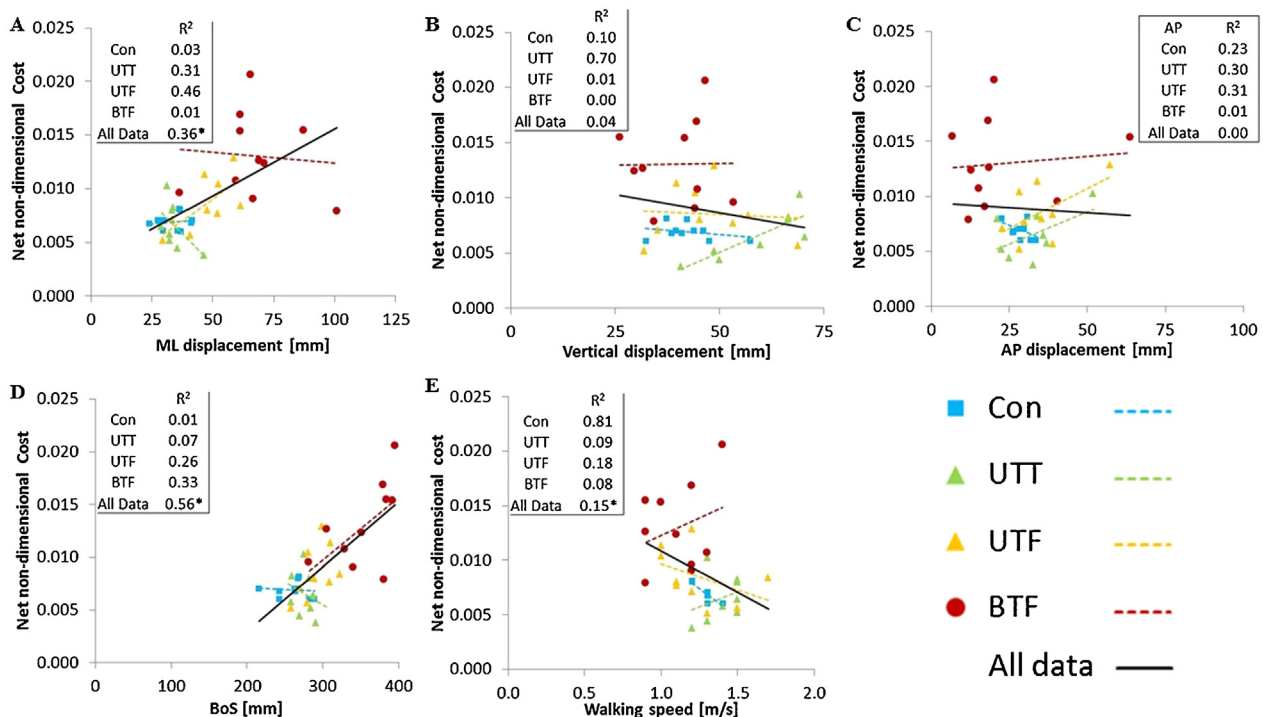 A
Net non-dimensional Cost
0.025
0.020
0.015
0.010
0.005
0.000
R²
Con 0.03
UTT 0.31
UTF 0.46
BTF 0.01
All Data 0.36*
0 25 50 75 100 125
ML displacement [mm]
B
Net non-dimensional Cost
0.025
0.020
0.015
0.010
0.005
0.000
R²
Con 0.10
UTT 0.70
UTF 0.01
BTF 0.00
All Data 0.04
0 25 50 75
Vertical displacement [mm]
C
Net non-dimensional Cost
0.025
0.020
0.015
0.010
0.005
0.000
AP R²
Con 0.23
UTT 0.30
UTF 0.31
BTF 0.01
All Data 0.00
0 25 50 75 100
AP displacement [mm]
D
Net non-dimensional Cost
0.025
0.020
0.015
0.010
0.005
0.000
R²
Con 0.01
UTT 0.07
UTF 0.26
BTF 0.33
All Data 0.56*
0 100 200 300 400
BoS [mm]
E
Net non-dimensional cost
0.025
0.020
0.015
0.010
0.005
0.000
R²
Con 0.81
UTT 0.09
UTF 0.18
BTF 0.08
All Data 0.15*
0.0 0.5 1.0 1.5 2.0
Walking speed [m/s]
Con
UTT
UTF
BTF
All data